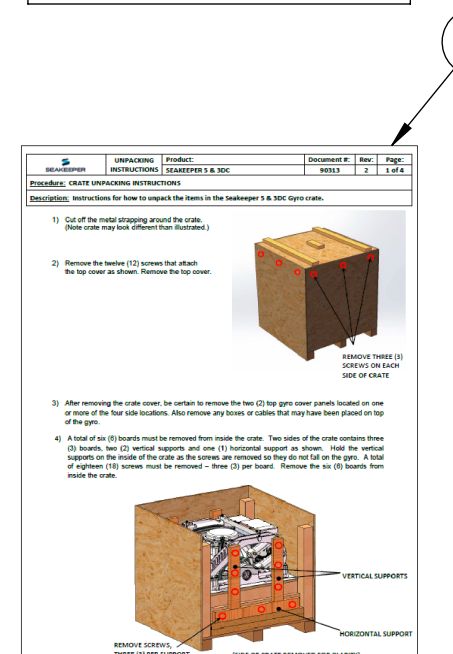 SEAKEEPER
UNPACKING
INSTRUCTIONS
Product:
SEAKEEPER 5 & 3DC
Document #:
90313
Rev:
2
Page:
1 of 4
Procedure: CRATE UNPACKING INSTRUCTIONS
Description: Instructions for how to unpack the items in the Seakeeper 5 & 3DC Gyro crate.
1) Cut off the metal strapping around the crate.
(Note crate may look different than illustrated.)
2) Remove the twelve (12) screws that attach
the top cover as shown. Remove the top cover.
REMOVE THREE (3)
SCREWS ON EACH
SIDE OF CRATE
3) After removing the crate cover, be certain to remove the two (2) top gyro cover panels located on one
or more of the four side locations. Also remove any boxes or cables that may have been placed on top
of the gyro.
4) A total of six (6) boards must be removed from inside the crate. Two sides of the crate contains three
(3) boards, two (2) vertical supports and one (1) horizontal support as shown. Hold the vertical
supports on the inside of the crate as the screws are removed so they do not fall on the gyro. A total
of eighteen (18) screws must be removed – three (3) per board. Remove the six (6) boards from
inside the crate.
VERTICAL SUPPORTS
HORIZONTAL SUPPORT
REMOVE SCREWS,
THREE (3) PER SUPPORT
(SIDE OF CRATE REMOVED FOR CLARITY)